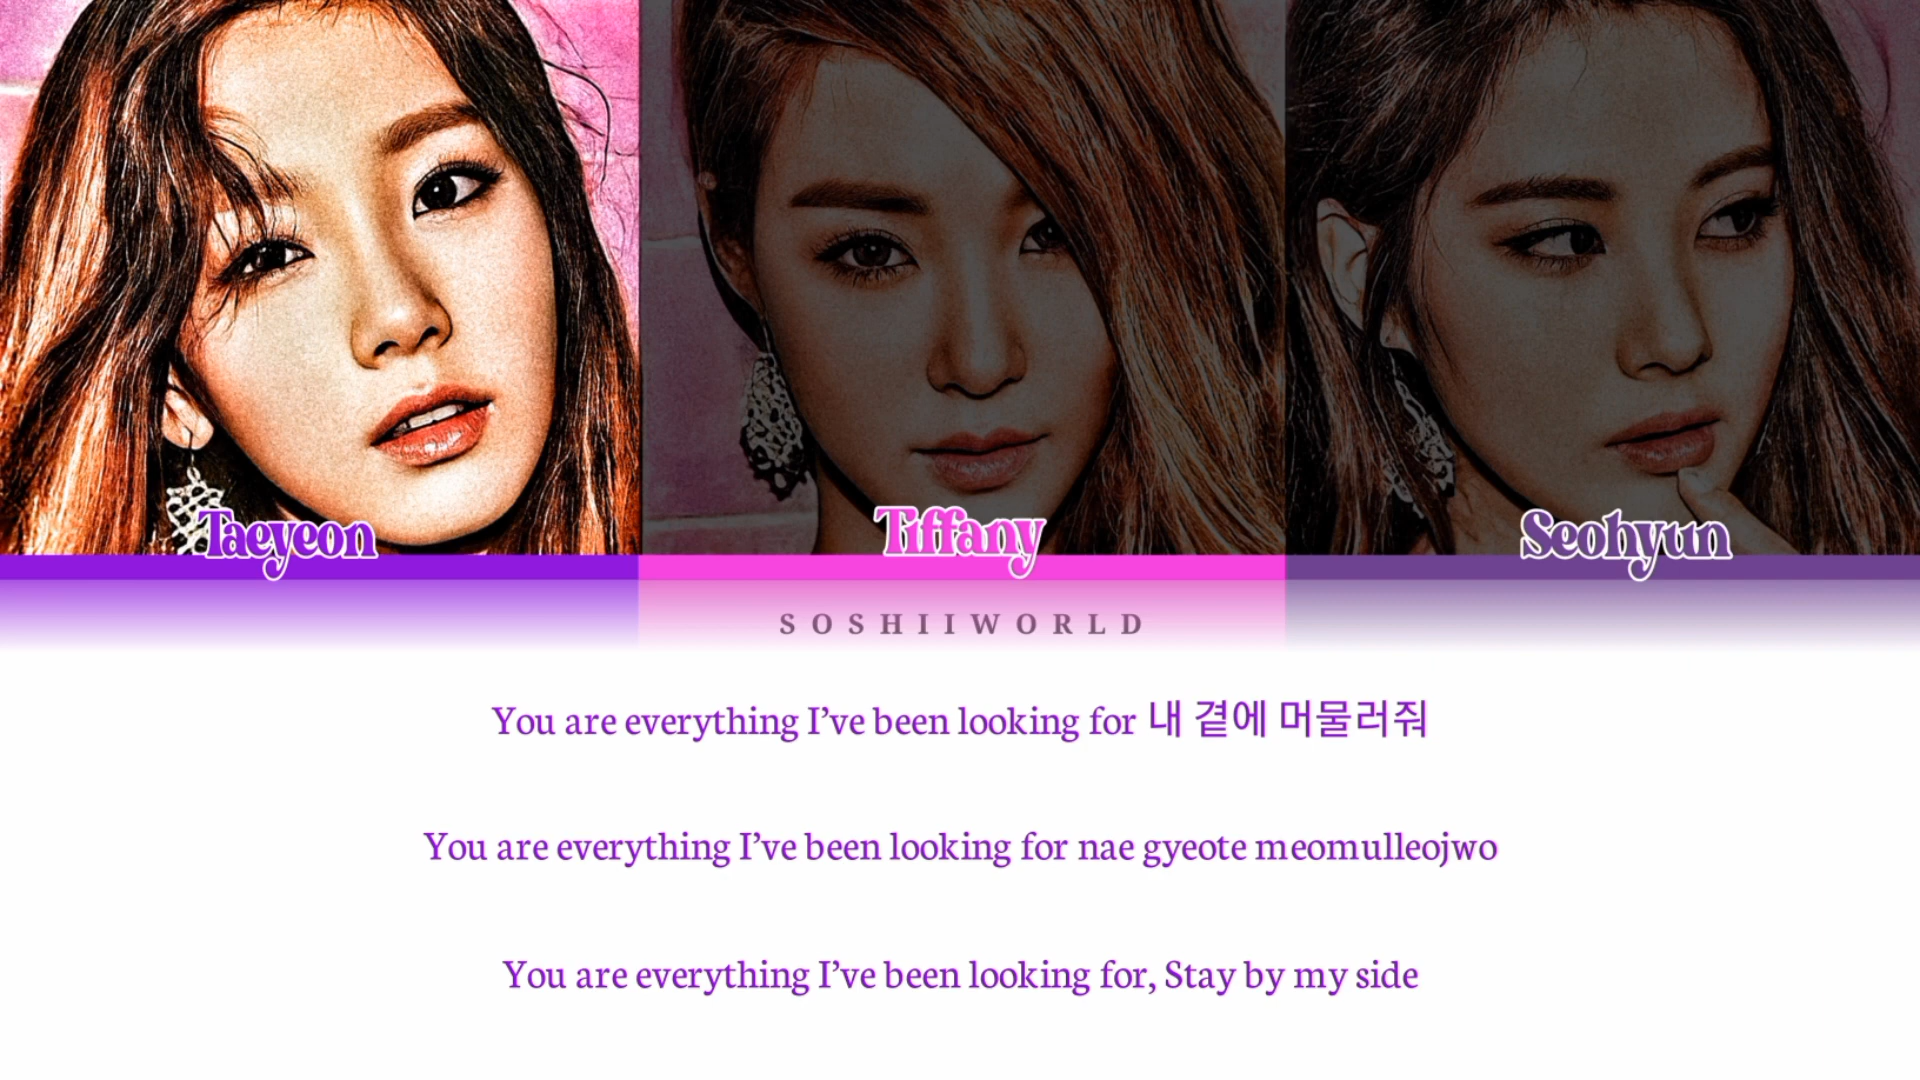 Taeyeon
Tiffany
Seohyun
SOSHIIWORLD
You are everything I’ve been looking for 내 곁에 머물러줘
You are everything I’ve been looking for nae gyeote meomulleojwo
You are everything I’ve been looking for, Stay by my side